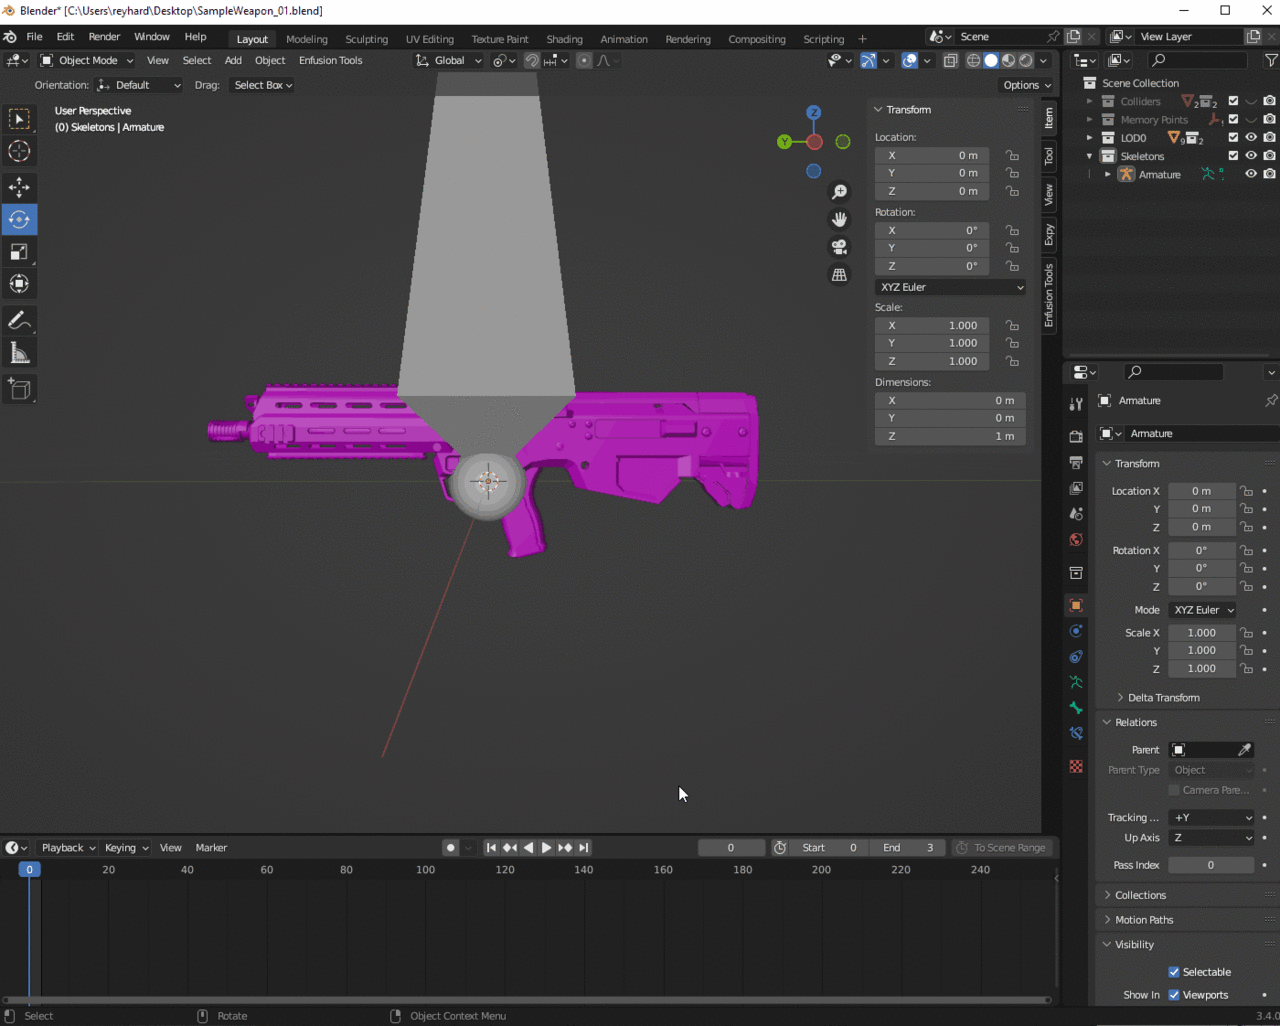 Blender* [C:\Users\reyhard\Desktop\SampleWeapon_01.blend]
File Edit Render Window Help
Layout Modeling Sculpting UV Editing Texture Paint Shading Animation Rendering Compositing Scripting +
Scene
View Layer
Object Mode View Select Add Object Enfusion Tools
Global
Orientation: Default Drag: Select Box
Options
User Perspective
(0) Skeletons | Armature
Z
Y
Transform
Location:
X 0 m
Y 0 m
Z 0 m
Rotation:
X 0°
Y 0°
Z 0°
XYZ Euler
Scale:
X 1.000
Y 1.000
Z 1.000
Dimensions:
X 0 m
Y 0 m
Z 1 m
Item
Tool
View
Expy
Enfusion Tools
Scene Collection
Colliders 2 2
Memory Points 1
LOD0 9 2
Skeletons
Armature
Armature
Armature
Transform
Location X 0 m
Y 0 m
Z 0 m
Rotation X 0°
Y 0°
Z 0°
Mode XYZ Euler
Scale X 1.000
Y 1.000
Z 1.000
Delta Transform
Relations
Parent
Parent Type Object
Camera Pare...
Tracking ... +Y
Up Axis Z
Pass Index 0
Collections
Motion Paths
Visibility
Selectable
Show In Viewports
Playback Keying View Marker
0 Start 0 End 3 To Scene Range
0 20 40 60 80 100 120 140 160 180 200 220 240
Select Rotate Object Context Menu
3.4.0